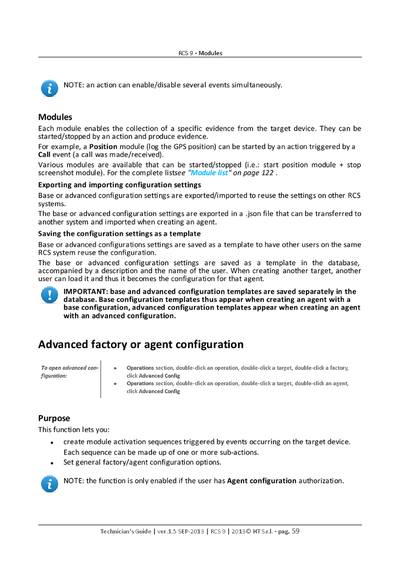 RCS 9 - Modules
NOTE: an action can enable/disable several events simultaneously.
Modules
Each module enables the collection of a specific evidence from the target device. They can be
started/stopped by an action and produce evidence.
For example, a Position module (log the GPS position) can be started by an action triggered by a
Call event (a call was made/received).
Various modules are available that can be started/stopped (i.e.: start position module + stop
screenshot module). For the complete listsee "Module list" on page 122 .
Exporting and importing configuration settings
Base or advanced configuration settings are exported/imported to reuse the settings on other RCS
systems.
The base or advanced configuration settings are exported in a .json file that can be transferred to
another system and imported when creating an agent.
Saving the configuration settings as a template
Base or advanced configurations settings are saved as a template to have other users on the same
RCS system reuse the configuration.
The base or advanced configuration settings are saved as a template in the database,
accompanied by a description and the name of the user. When creating another target, another
user can load it and thus it becomes the configuration for that agent.
IMPORTANT: base and advanced configuration templates are saved separately in the
database. Base configuration templates thus appear when creating an agent with a
base configuration, advanced configuration templates appear when creating an agent
with an advanced configuration.
Advanced factory or agent configuration
To open advanced con-
figuration:
• Operations section, double-click an operation, double-click a target, double-click a factory,
click Advanced Config
• Operations section, double-click an operation, double-click a target, double-click an agent,
click Advanced Config
Purpose
This function lets you:
• create module activation sequences triggered by events occurring on the target device.
Each sequence can be made up of one or more sub-actions.
• Set general factory/agent configuration options.
NOTE: the function is only enabled if the user has Agent configuration authorization.
Technician's Guide | ver.1.5 SEP-2013 | RCS 9 | 2013© HT S.r.l. - pag. 59